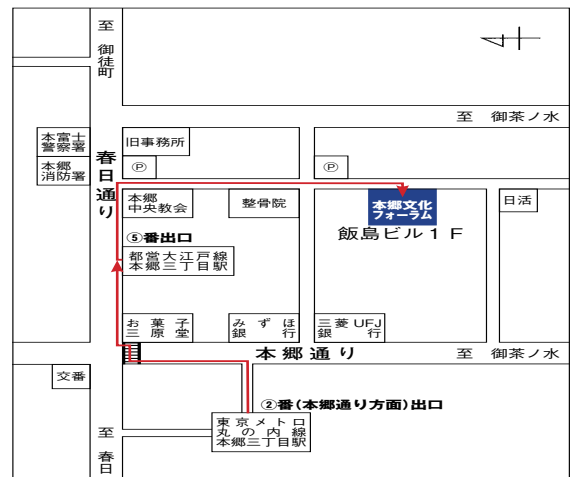 至
御徒町
至 御茶ノ水
本富士
警察署
本郷
消防署
春日通り
旧事務所
Ⓟ
Ⓟ
本郷
中央教会
整骨院
本郷文化
フォーラム
飯島ビル１Ｆ
日活
⑤番出口
都営大江戸線
本郷三丁目駅
お菓子
三原堂
みずほ
銀行
三菱UFJ
銀行
本郷通り
至 御茶ノ水
交番
②番(本郷通り方面)出口
東京メトロ
丸の内線
本郷三丁目駅
至
春日